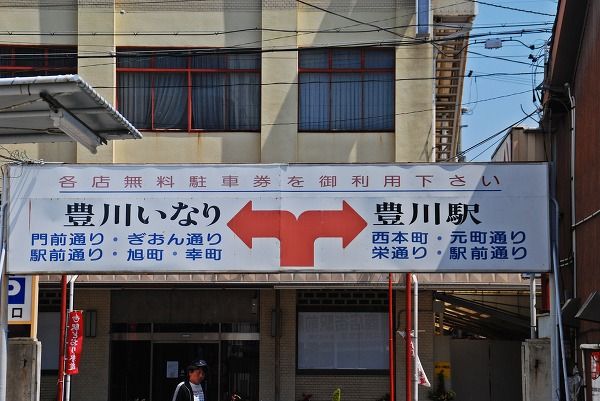 各店無料駐車券を御利用下さい
豊川いなり
豊川駅
門前通り・ぎおん通り
駅前通り・旭町・幸町
西本町・元町通り
栄通り・駅前通り
P
口